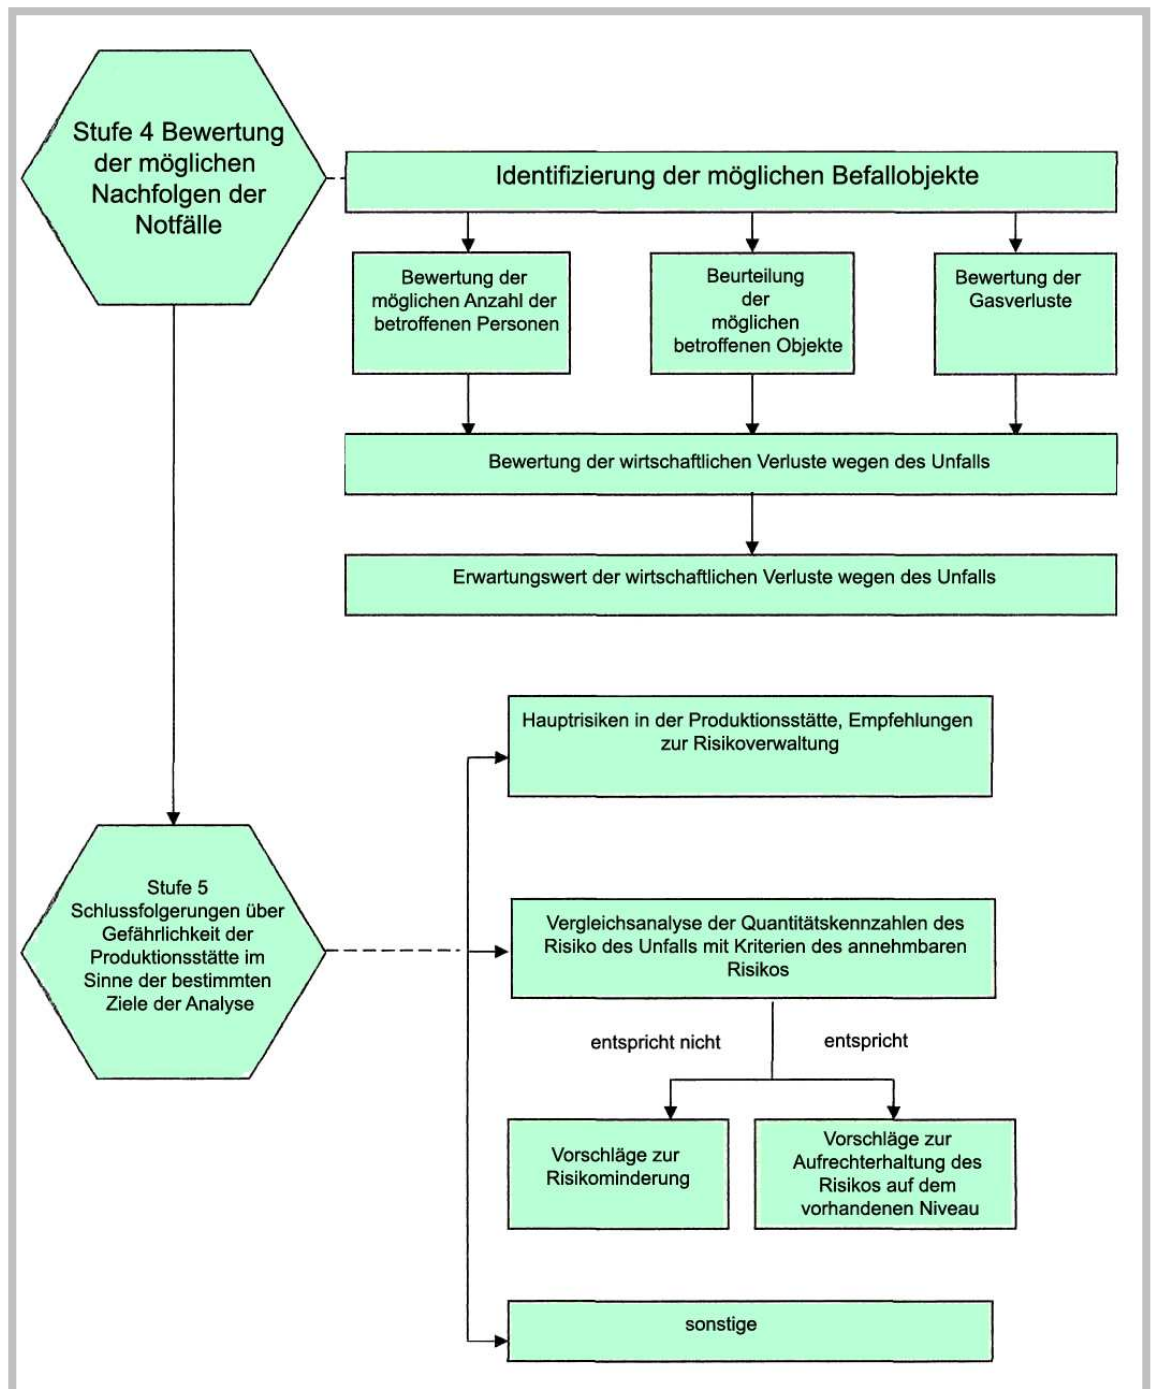 Stufe 4 Bewertung
der möglichen
Nachfolgen der
Notfälle
Identifizierung der möglichen Befallobjekte
Bewertung der
möglichen Anzahl der
betroffenen Personen
Beurteilung
der
möglichen
betroffenen Objekte
Bewertung der
Gasverluste
Bewertung der wirtschaftlichen Verluste wegen des Unfalls
Erwartungswert der wirtschaftlichen Verluste wegen des Unfalls
Stufe 5
Schlussfolgerungen über
Gefährlichkeit der
Produktionsstätte im
Sinne der bestimmten
Ziele der Analyse
Hauptrisiken in der Produktionsstätte, Empfehlungen
zur Risikoverwaltung
Vergleichsanalyse der Quantitätskennzahlen des
Risiko des Unfalls mit Kriterien des annehmbaren
Risikos
entspricht nicht
entspricht
Vorschläge zur
Risikominderung
Vorschläge zur
Aufrechterhaltung des
Risikos auf dem
vorhandenen Niveau
sonstige